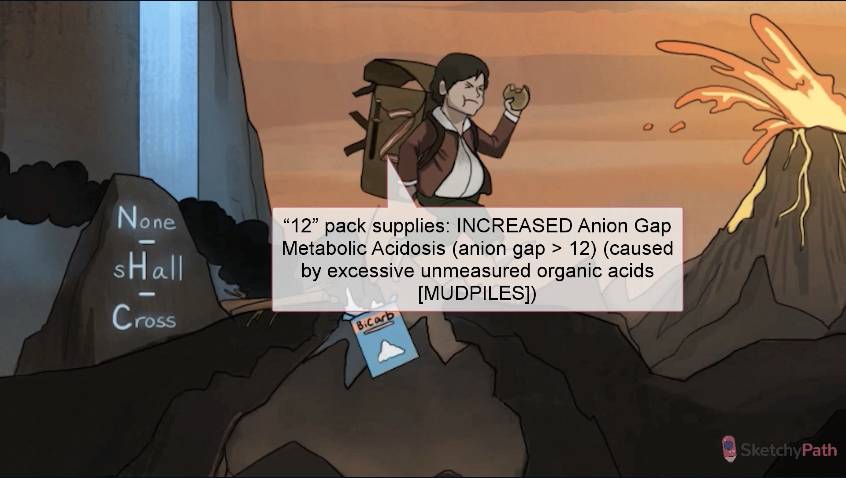 None
–
sHall
–
Cross
“12” pack supplies: INCREASED Anion Gap
Metabolic Acidosis (anion gap > 12) (caused
by excessive unmeasured organic acids
[MUDPILES])
BiCarb
SketchyPath